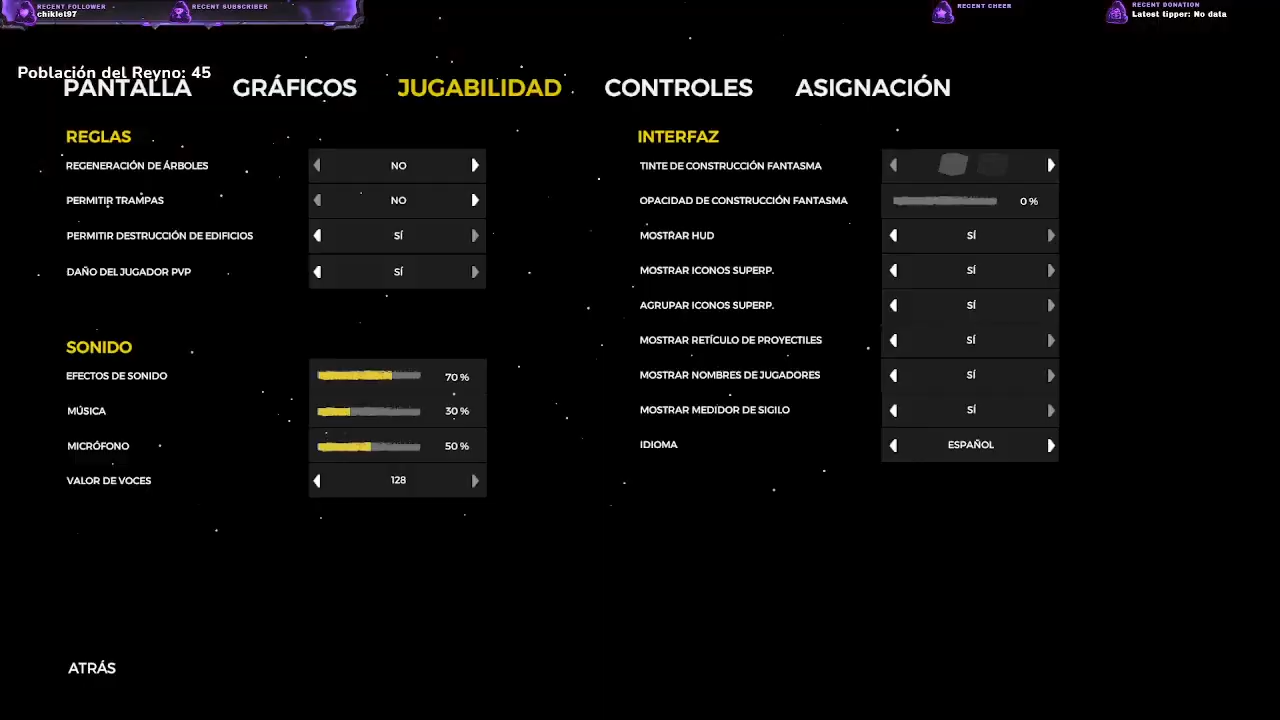 RECENT FOLLOWER
chiklet97
RECENT SUBSCRIBER
RECENT CHEER
RECENT DONATION
Latest tipper: No data
Población del Reyno: 45
PANTALLA
GRÁFICOS
JUGABILIDAD
CONTROLES
ASIGNACIÓN
REGLAS
REGENERACIÓN DE ÁRBOLES NO
PERMITIR TRAMPAS NO
PERMITIR DESTRUCCIÓN DE EDIFICIOS SÍ
DAÑO DEL JUGADOR PVP SÍ
SONIDO
EFECTOS DE SONIDO 70 %
MÚSICA 30 %
MICRÓFONO 50 %
VALOR DE VOCES 128
INTERFAZ
TINTE DE CONSTRUCCIÓN FANTASMA
OPACIDAD DE CONSTRUCCIÓN FANTASMA 0 %
MOSTRAR HUD SÍ
MOSTRAR ICONOS SUPERP. SÍ
AGRUPAR ICONOS SUPERP. SÍ
MOSTRAR RETÍCULO DE PROYECTILES SÍ
MOSTRAR NOMBRES DE JUGADORES SÍ
MOSTRAR MEDIDOR DE SIGILO SÍ
IDIOMA ESPAÑOL
ATRÁS